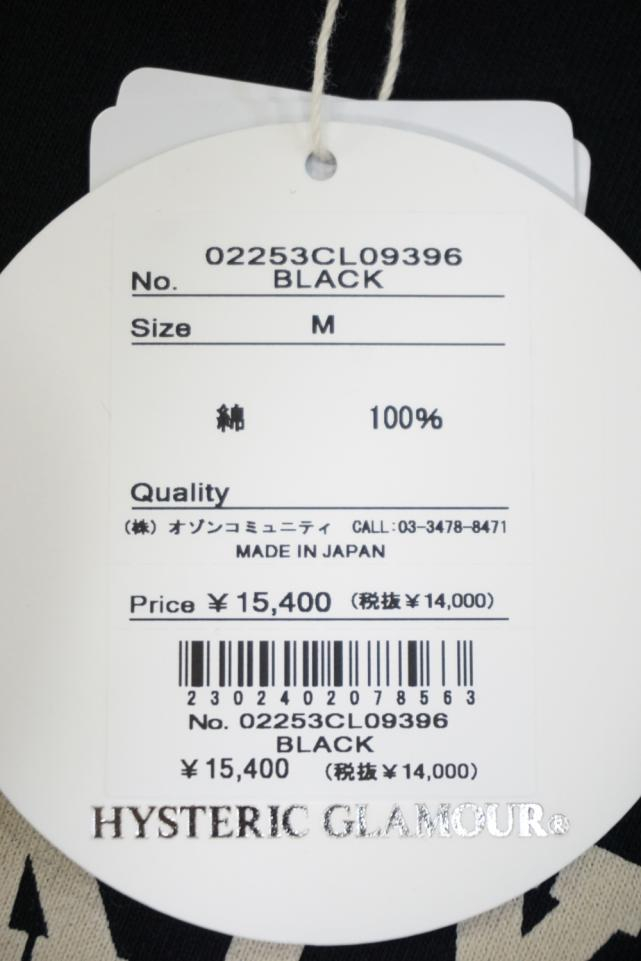 02253CL09396
No. BLACK
Size M
綿 100%
Quality
(株) オゾンコミュニティ CALL:03-3478-8471
MADE IN JAPAN
Price ¥15,400 (税抜¥14,000)
2302402078563
No. 02253CL09396
BLACK
¥15,400 (税抜¥14,000)
HYSTERIC GLAMOUR®